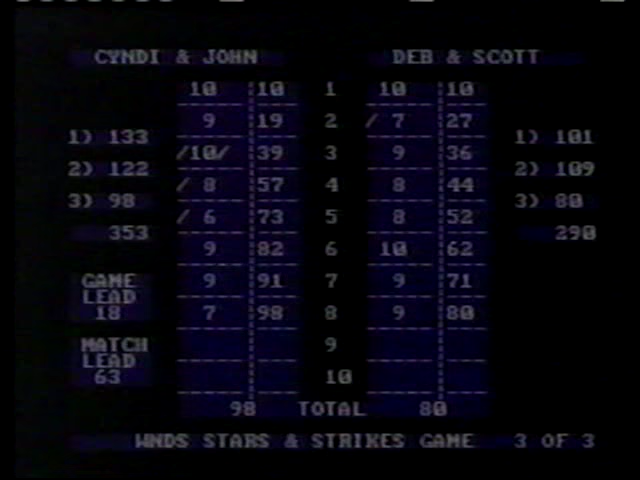 CYNDI & JOHN DEB & SCOTT
10 10 1 10 10
9 19 2 / 7 27
1) 133 1) 101
/10/ 39 3 9 36
2) 122 2) 109
/ 8 57 4 8 44
3) 98 3) 80
/ 6 73 5 8 52
353 290
9 82 6 10 62
GAME 9 91 7 9 71
LEAD
18 7 98 8 9 80
MATCH 9
LEAD
63 10
98 TOTAL 80
WNDS STARS & STRIKES GAME 3 OF 3